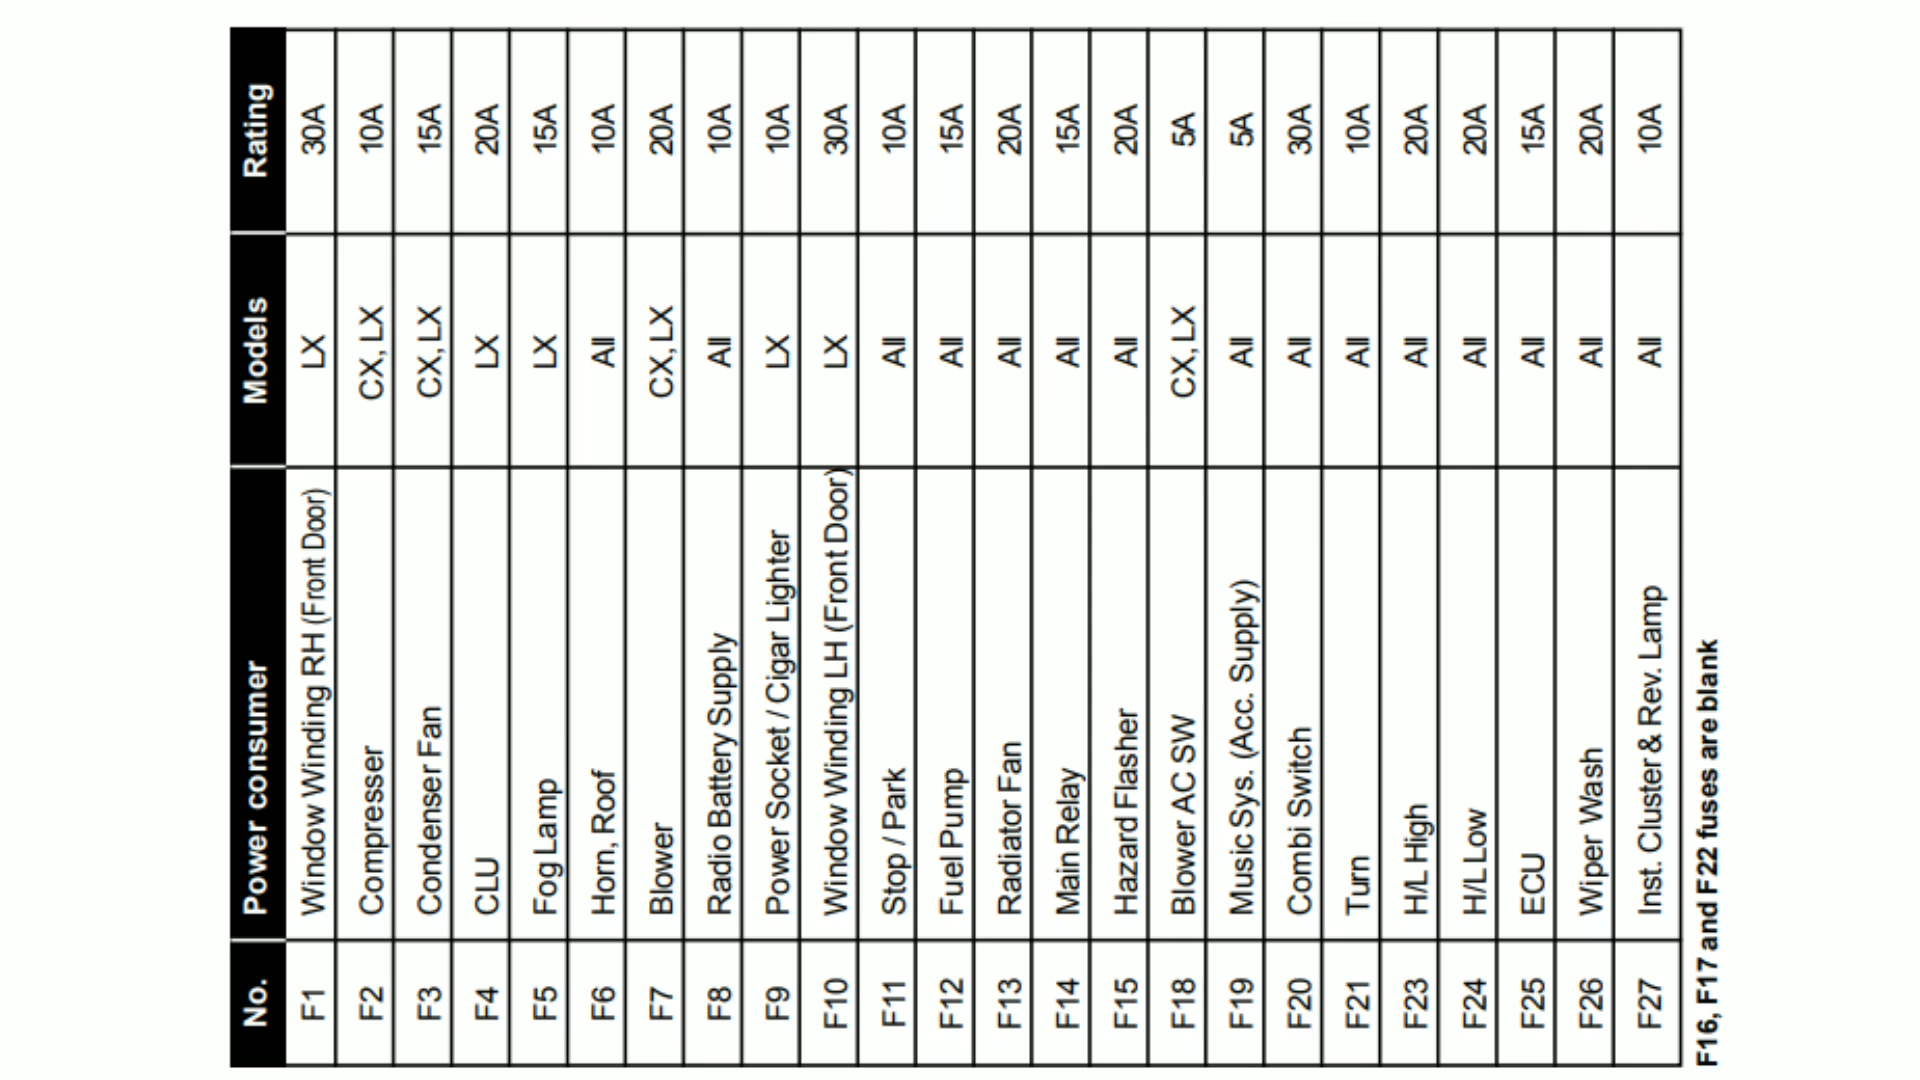 No. Power consumer Models Rating
F1 Window Winding RH (Front Door) LX 30A
F2 Compresser CX, LX 10A
F3 Condenser Fan CX, LX 15A
F4 CLU LX 20A
F5 Fog Lamp LX 15A
F6 Horn, Roof All 10A
F7 Blower CX, LX 20A
F8 Radio Battery Supply All 10A
F9 Power Socket / Cigar Lighter LX 10A
F10 Window Winding LH (Front Door) LX 30A
F11 Stop / Park All 10A
F12 Fuel Pump All 15A
F13 Radiator Fan All 20A
F14 Main Relay All 15A
F15 Hazard Flasher All 20A
F18 Blower AC SW CX, LX 5A
F19 Music Sys. (Acc. Supply) All 5A
F20 Combi Switch All 30A
F21 Turn All 10A
F23 H/L High All 20A
F24 H/L Low All 20A
F25 ECU All 15A
F26 Wiper Wash All 20A
F27 Inst. Cluster & Rev. Lamp All 10A
F16, F17 and F22 fuses are blank